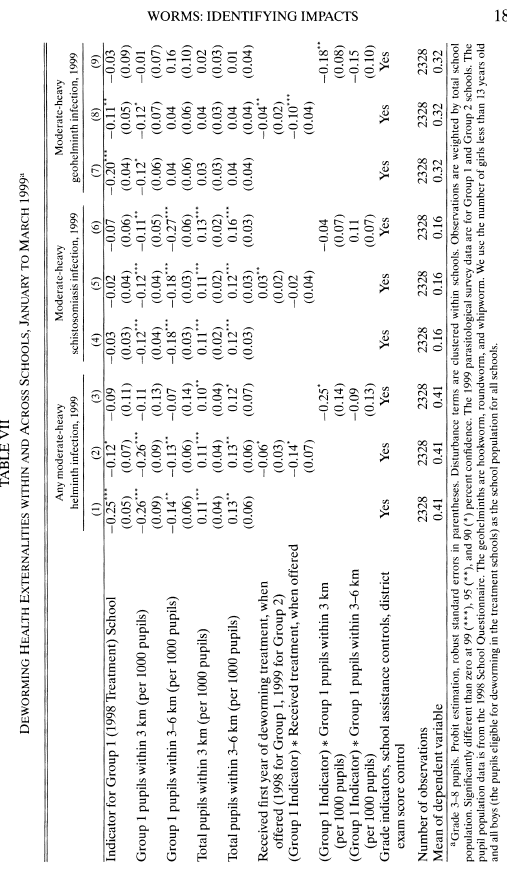 WORMS: IDENTIFYING IMPACTS 18
TABLE VII
DEWORMING HEALTH EXTERNALITIES WITHIN AND ACROSS SCHOOLS, JANUARY TO MARCH 1999a
Any moderate-heavy Moderate-heavy Moderate-heavy
helminth infection, 1999 schistosomiasis infection, 1999 geohelminth infection, 1999
(1) (2) (3) (4) (5) (6) (7) (8) (9)
Indicator for Group 1 (1998 Treatment) School −0.25*** −0.12* −0.09 −0.03 −0.02 −0.07 −0.20*** −0.11** −0.03
(0.05) (0.07) (0.11) (0.03) (0.04) (0.06) (0.04) (0.05) (0.09)
Group 1 pupils within 3 km (per 1000 pupils) −0.26*** −0.26*** −0.11 −0.12*** −0.12*** −0.11** −0.12* −0.12* −0.01
(0.09) (0.09) (0.13) (0.04) (0.04) (0.05) (0.06) (0.07) (0.07)
Group 1 pupils within 3–6 km (per 1000 pupils) −0.14** −0.13** −0.07 −0.18*** −0.18*** −0.27*** 0.04 0.04 0.16
(0.06) (0.06) (0.14) (0.03) (0.03) (0.06) (0.06) (0.06) (0.10)
Total pupils within 3 km (per 1000 pupils) 0.11*** 0.11*** 0.10** 0.11*** 0.11*** 0.13*** 0.03 0.04 0.02
(0.04) (0.04) (0.04) (0.02) (0.02) (0.02) (0.03) (0.03) (0.03)
Total pupils within 3–6 km (per 1000 pupils) 0.13** 0.13** 0.12* 0.12*** 0.12*** 0.16*** 0.04 0.04 0.01
(0.06) (0.06) (0.07) (0.03) (0.03) (0.03) (0.04) (0.04) (0.04)
Received first year of deworming treatment, when −0.06* 0.03** −0.04**
offered (1998 for Group 1, 1999 for Group 2) (0.03) (0.02) (0.02)
(Group 1 Indicator) ∗ Received treatment, when offered −0.14* −0.02 −0.10***
(0.07) (0.04) (0.04)
(Group 1 Indicator) ∗ Group 1 pupils within 3 km −0.25* −0.04 −0.18**
(per 1000 pupils) (0.14) (0.07) (0.08)
(Group 1 Indicator) ∗ Group 1 pupils within 3–6 km −0.09 0.11 −0.15
(per 1000 pupils) (0.13) (0.07) (0.10)
Grade indicators, school assistance controls, district Yes Yes Yes Yes Yes Yes Yes Yes Yes
exam score control
Number of observations 2328 2328 2328 2328 2328 2328 2328 2328 2328
Mean of dependent variable 0.41 0.41 0.41 0.16 0.16 0.16 0.32 0.32 0.32
aGrade 3–8 pupils. Probit estimation, robust standard errors in parentheses. Disturbance terms are clustered within schools. Observations are weighted by total school
population. Significantly different than zero at 99 (***), 95 (**), and 90 (*) percent confidence. The 1999 parasitological survey data are for Group 1 and Group 2 schools. The
pupil population data is from the 1998 School Questionnaire. The geohelminths are hookworm, roundworm, and whipworm. We use the number of girls less than 13 years old
and all boys (the pupils eligible for deworming in the treatment schools) as the school population for all schools.